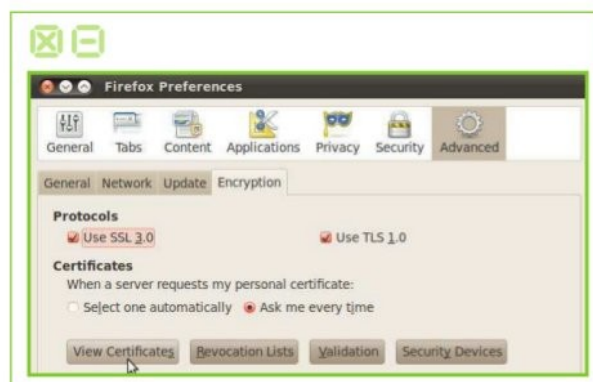 Firefox Preferences
General Tabs Content Applications Privacy Security Advanced
General Network Update Encryption
Protocols
Use SSL 3.0 Use TLS 1.0
Certificates
When a server requests my personal certificate:
Select one automatically Ask me every time
View Certificates Revocation Lists Validation Security Devices